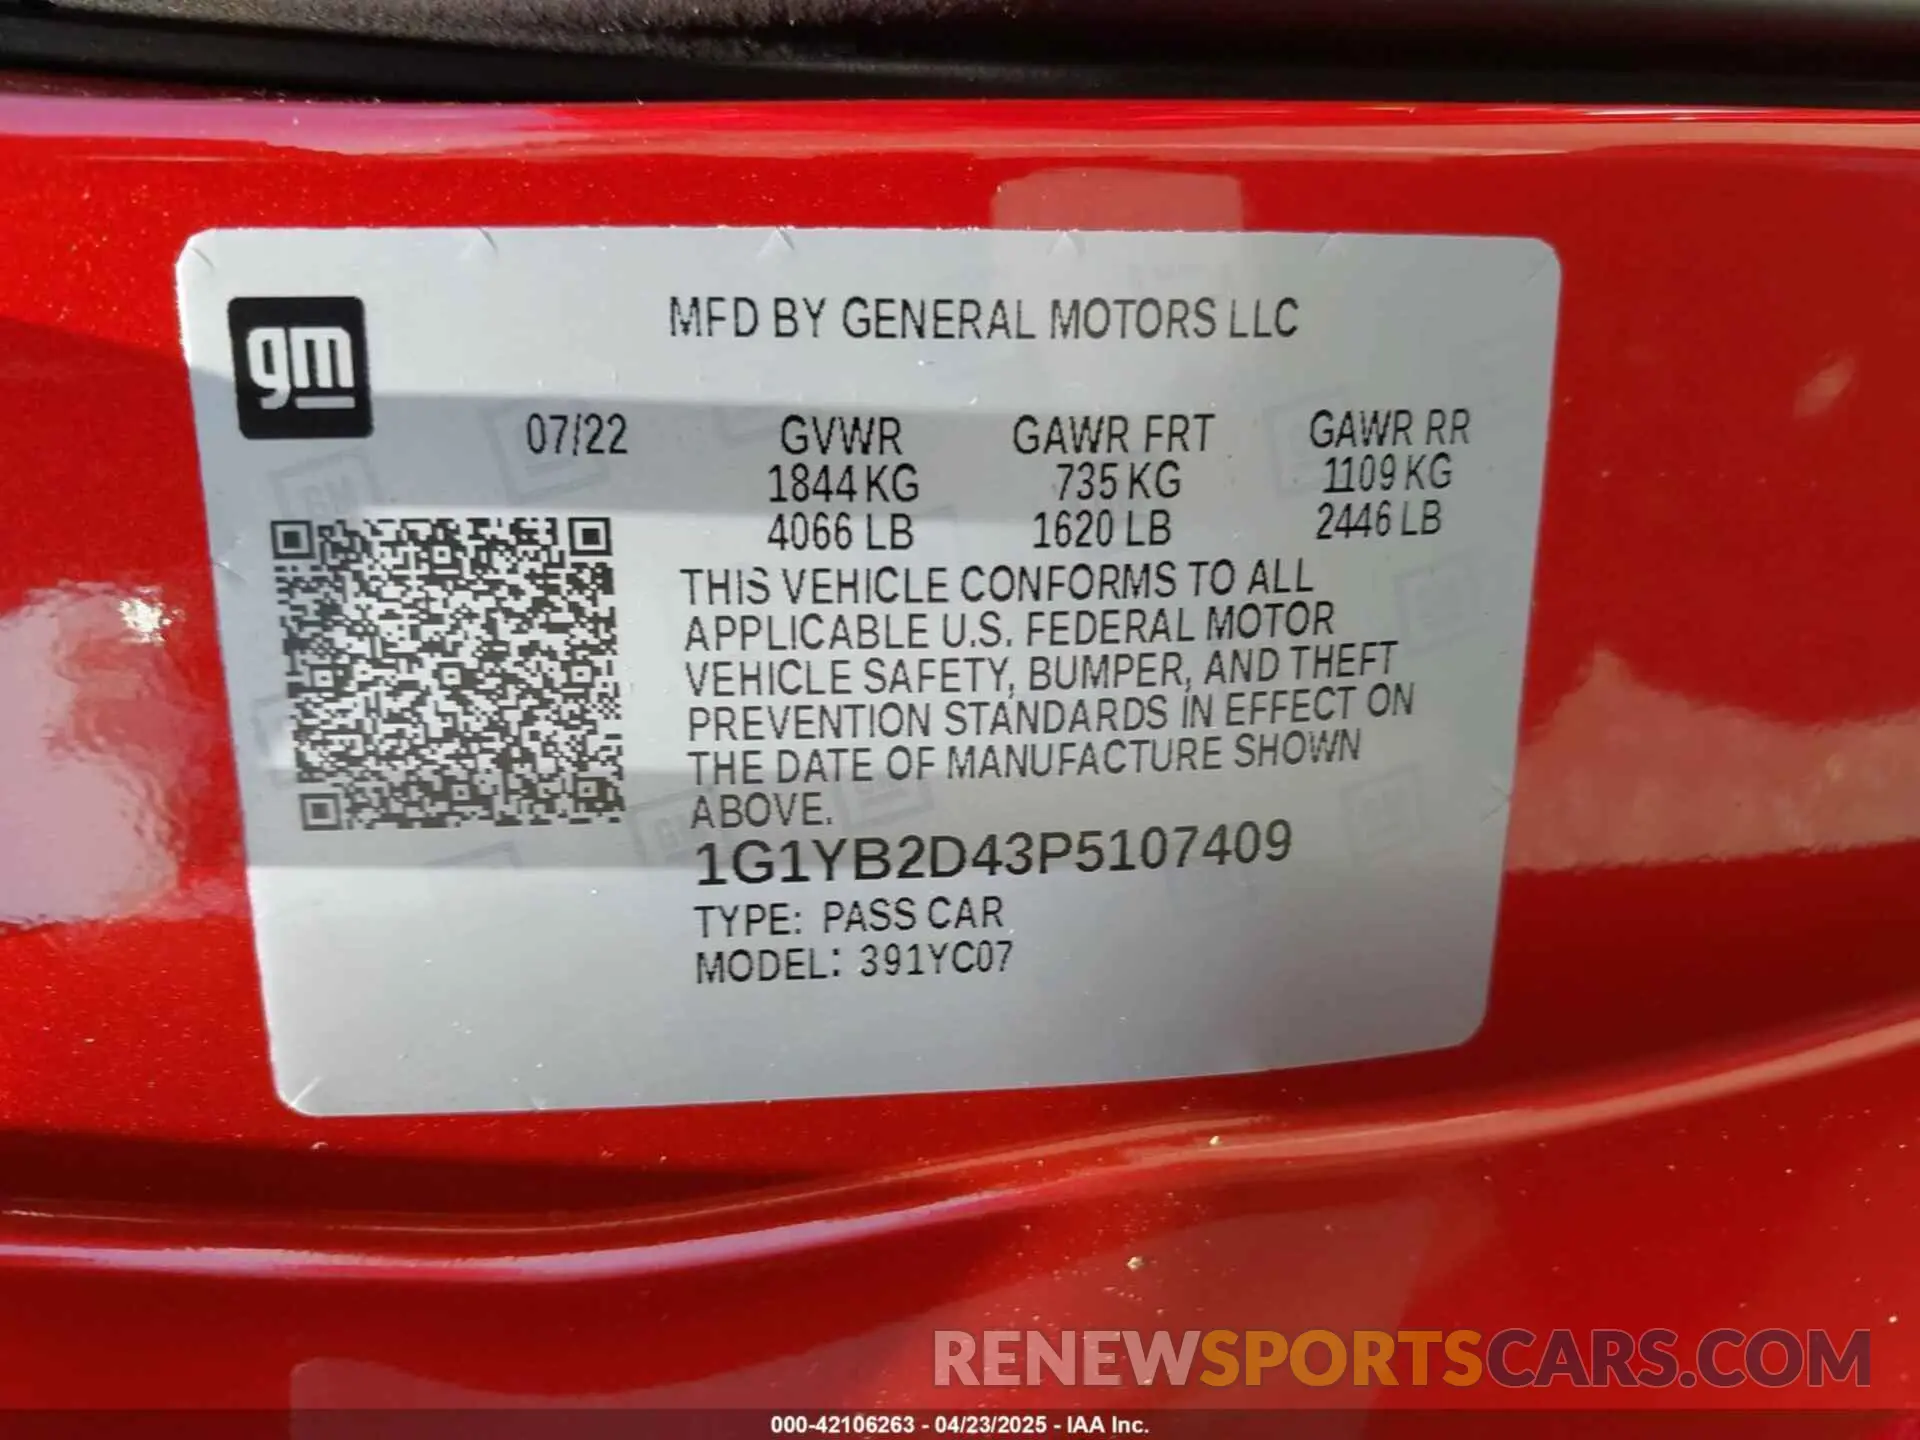 MFD BY GENERAL MOTORS LLC
gm
07/22 GVWR GAWR FRT GAWR RR
1844 KG 735 KG 1109 KG
4066 LB 1620 LB 2446 LB
THIS VEHICLE CONFORMS TO ALL
APPLICABLE U.S. FEDERAL MOTOR
VEHICLE SAFETY, BUMPER, AND THEFT
PREVENTION STANDARDS IN EFFECT ON
THE DATE OF MANUFACTURE SHOWN
ABOVE.
1G1YB2D43P5107409
TYPE: PASS CAR
MODEL: 391YC07
RENEWSPORTSCARS.COM
000-42106263 - 04/23/2025 - IAA Inc.